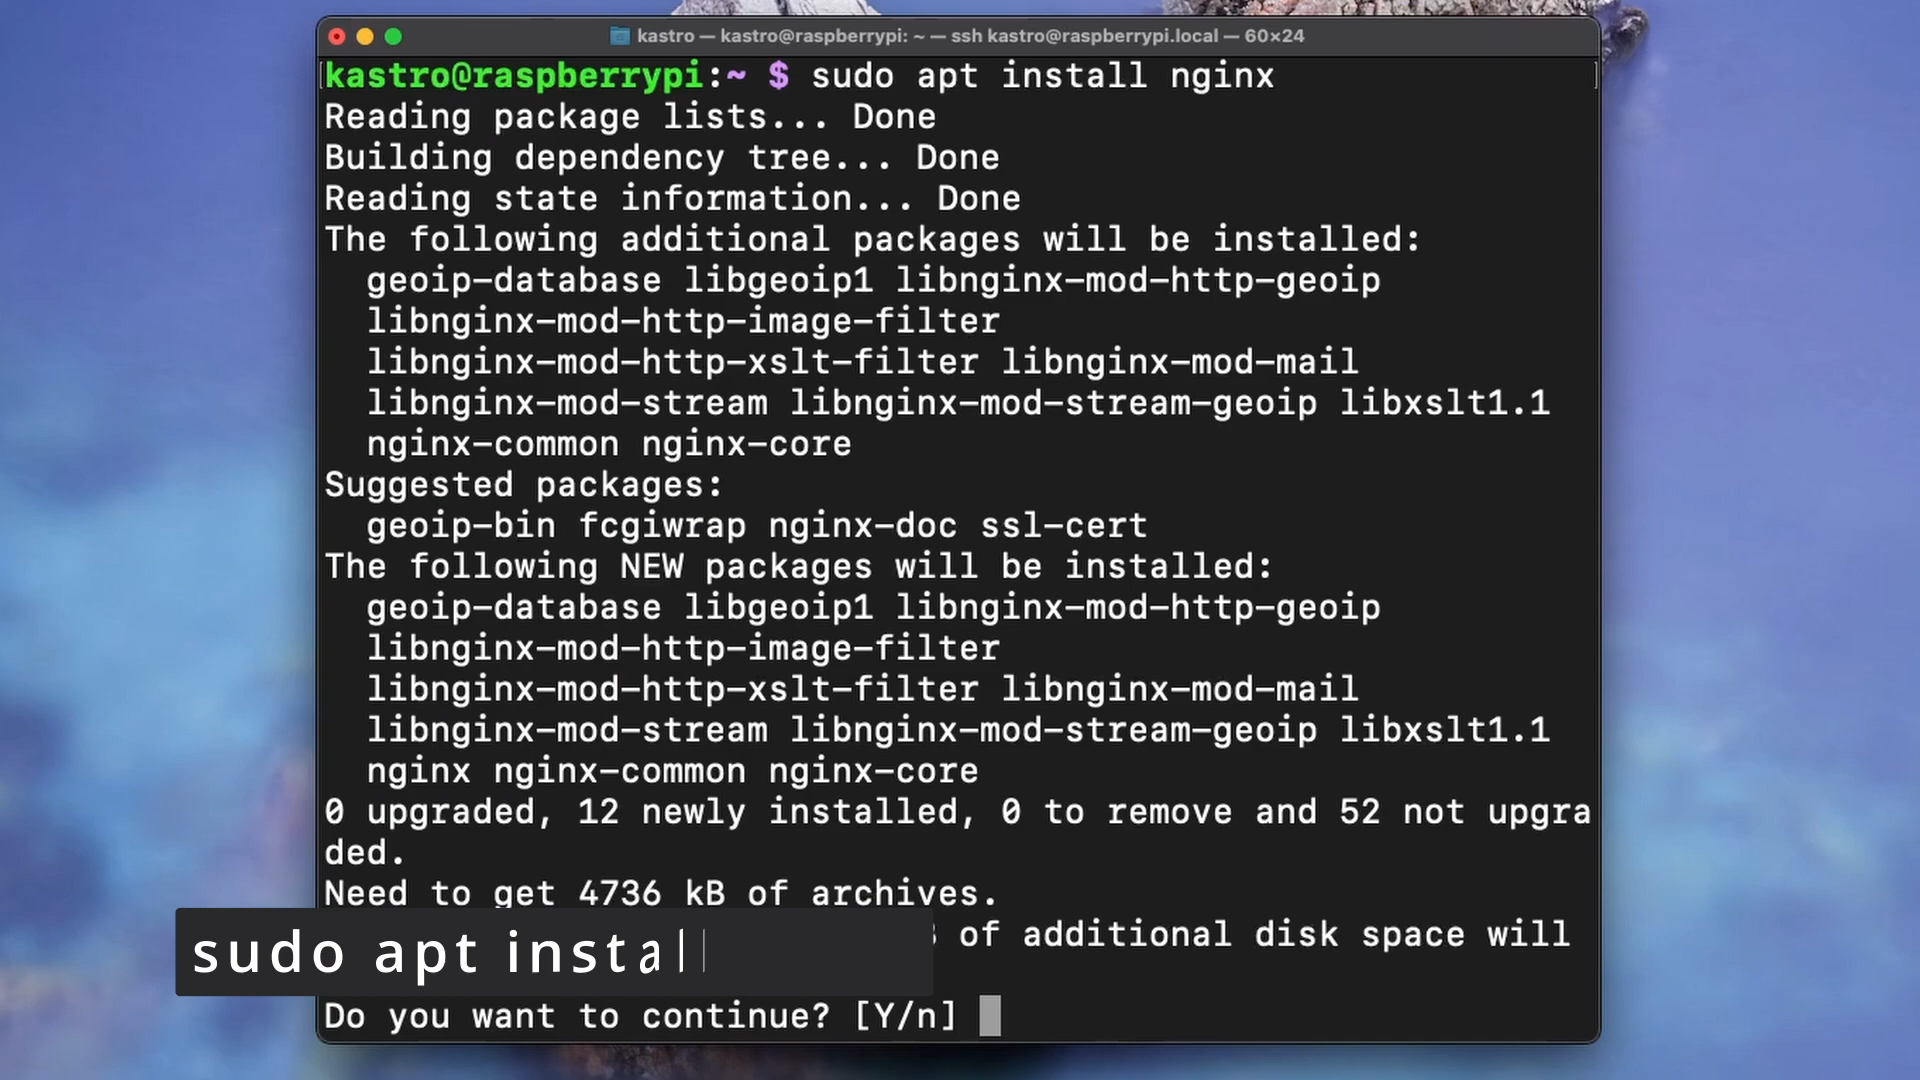 kastro — kastro@raspberrypi: ~ — ssh kastro@raspberrypi.local — 60×24
kastro@raspberrypi:~ $ sudo apt install nginx
Reading package lists... Done
Building dependency tree... Done
Reading state information... Done
The following additional packages will be installed:
  geoip-database libgeoip1 libnginx-mod-http-geoip
  libnginx-mod-http-image-filter
  libnginx-mod-http-xslt-filter libnginx-mod-mail
  libnginx-mod-stream libnginx-mod-stream-geoip libxslt1.1
  nginx-common nginx-core
Suggested packages:
  geoip-bin fcgiwrap nginx-doc ssl-cert
The following NEW packages will be installed:
  geoip-database libgeoip1 libnginx-mod-http-geoip
  libnginx-mod-http-image-filter
  libnginx-mod-http-xslt-filter libnginx-mod-mail
  libnginx-mod-stream libnginx-mod-stream-geoip libxslt1.1
  nginx nginx-common nginx-core
0 upgraded, 12 newly installed, 0 to remove and 52 not upgra
ded.
Need to get 4736 kB of archives.
of additional disk space will
sudo apt install
Do you want to continue? [Y/n]